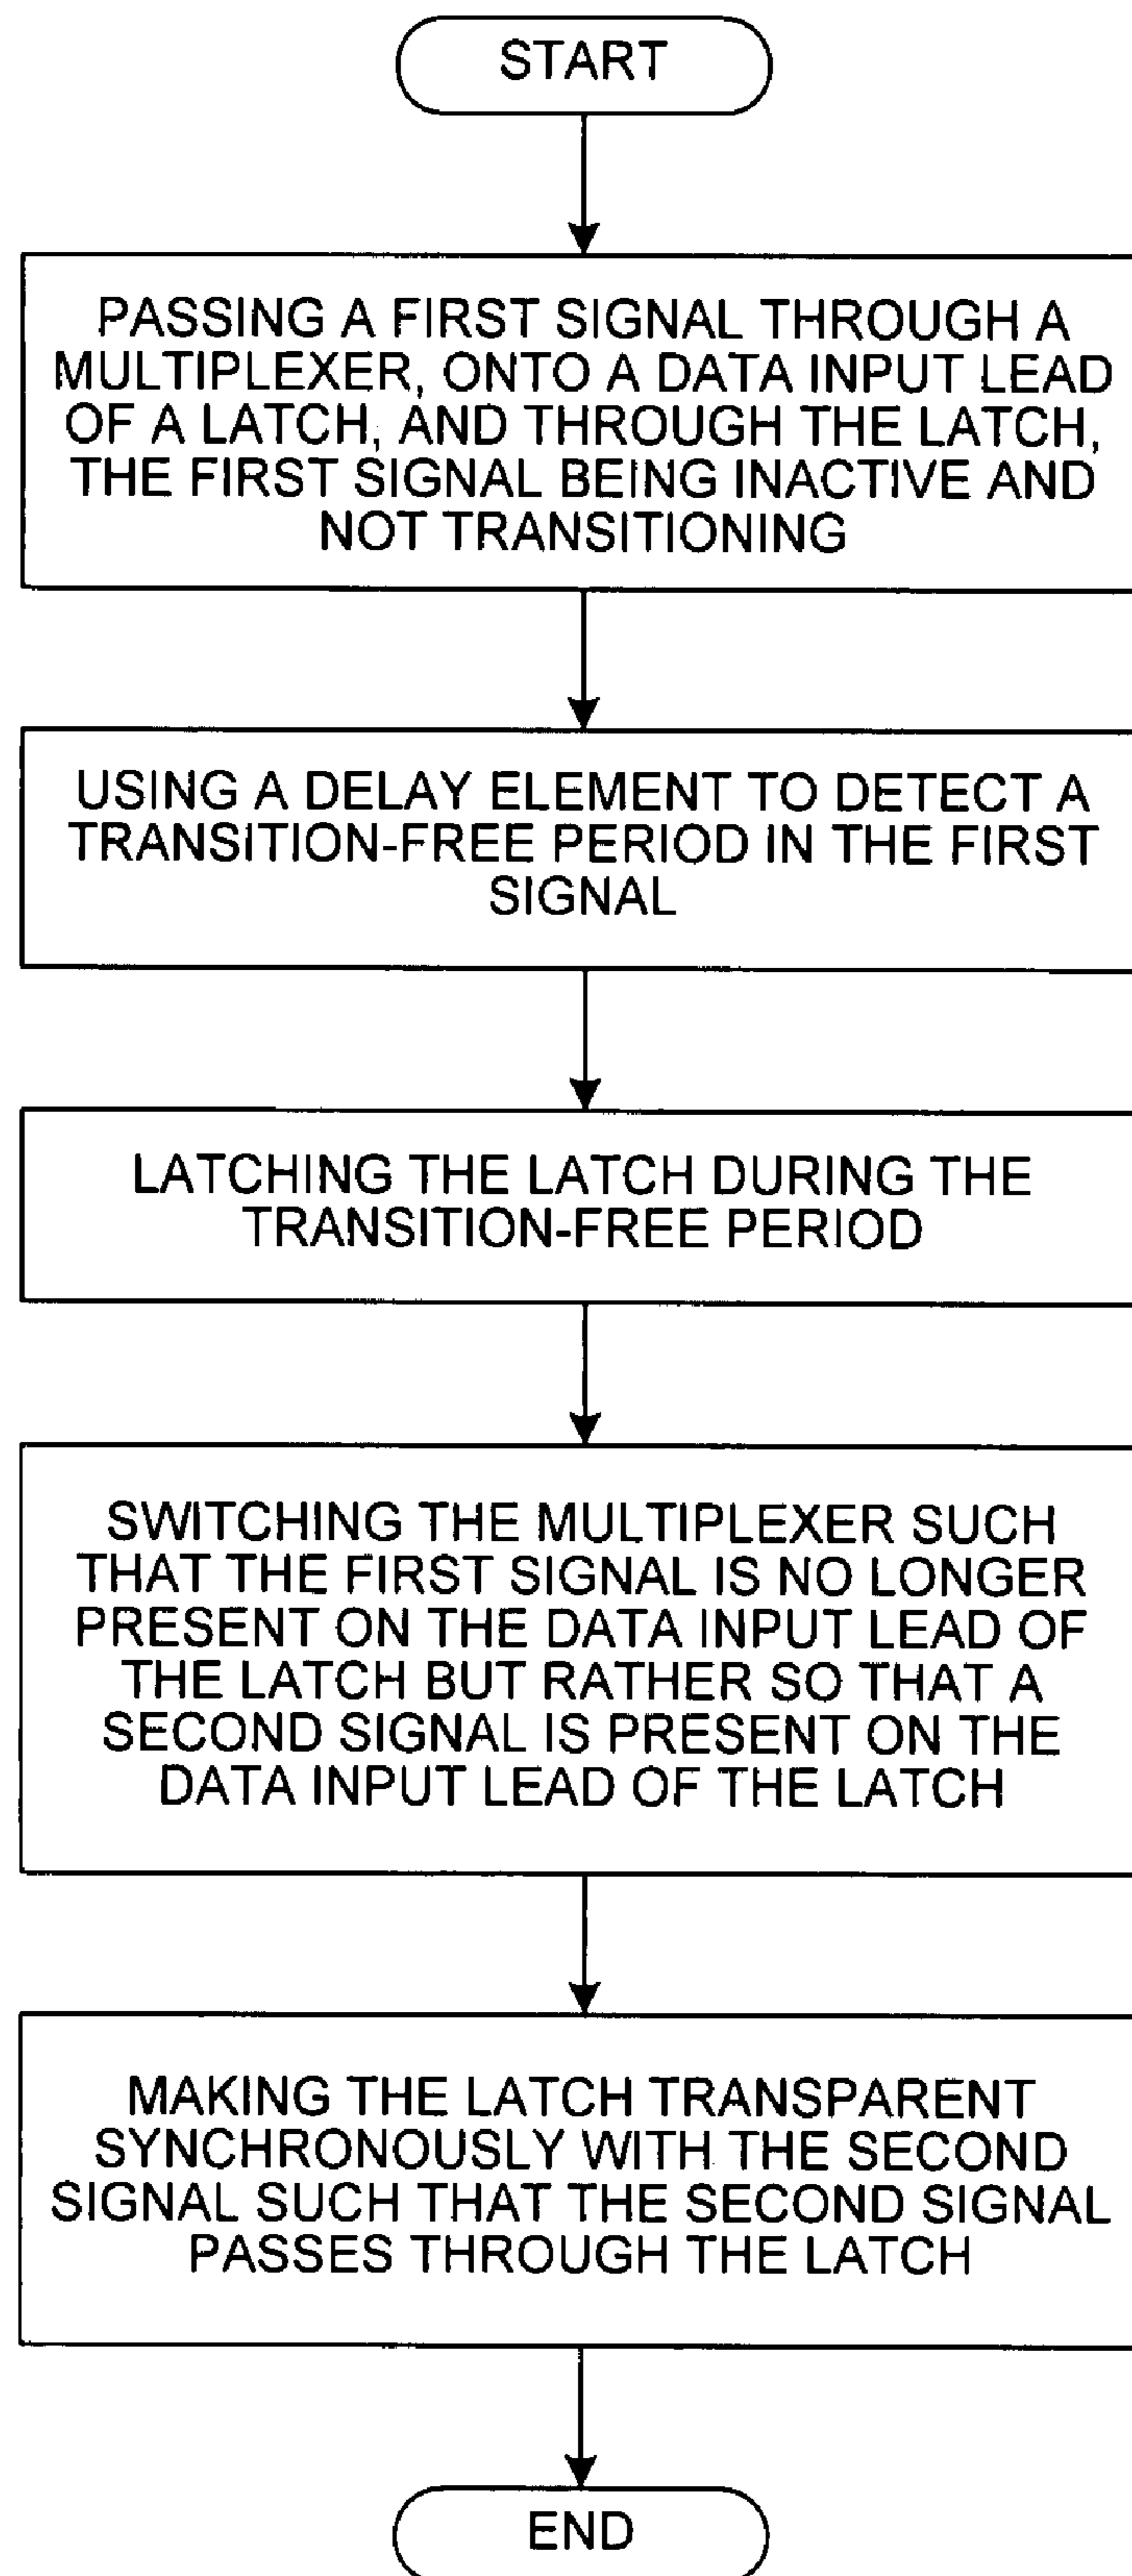 START
PASSING A FIRST SIGNAL THROUGH A
MULTIPLEXER, ONTO A DATA INPUT LEAD
OF A LATCH, AND THROUGH THE LATCH,
THE FIRST SIGNAL BEING INACTIVE AND
NOT TRANSITIONING
USING A DELAY ELEMENT TO DETECT A
TRANSITION-FREE PERIOD IN THE FIRST
SIGNAL
LATCHING THE LATCH DURING THE
TRANSITION-FREE PERIOD
SWITCHING THE MULTIPLEXER SUCH
THAT THE FIRST SIGNAL IS NO LONGER
PRESENT ON THE DATA INPUT LEAD OF
THE LATCH BUT RATHER SO THAT A
SECOND SIGNAL IS PRESENT ON THE
DATA INPUT LEAD OF THE LATCH
MAKING THE LATCH TRANSPARENT
SYNCHRONOUSLY WITH THE SECOND
SIGNAL SUCH THAT THE SECOND SIGNAL
PASSES THROUGH THE LATCH
END